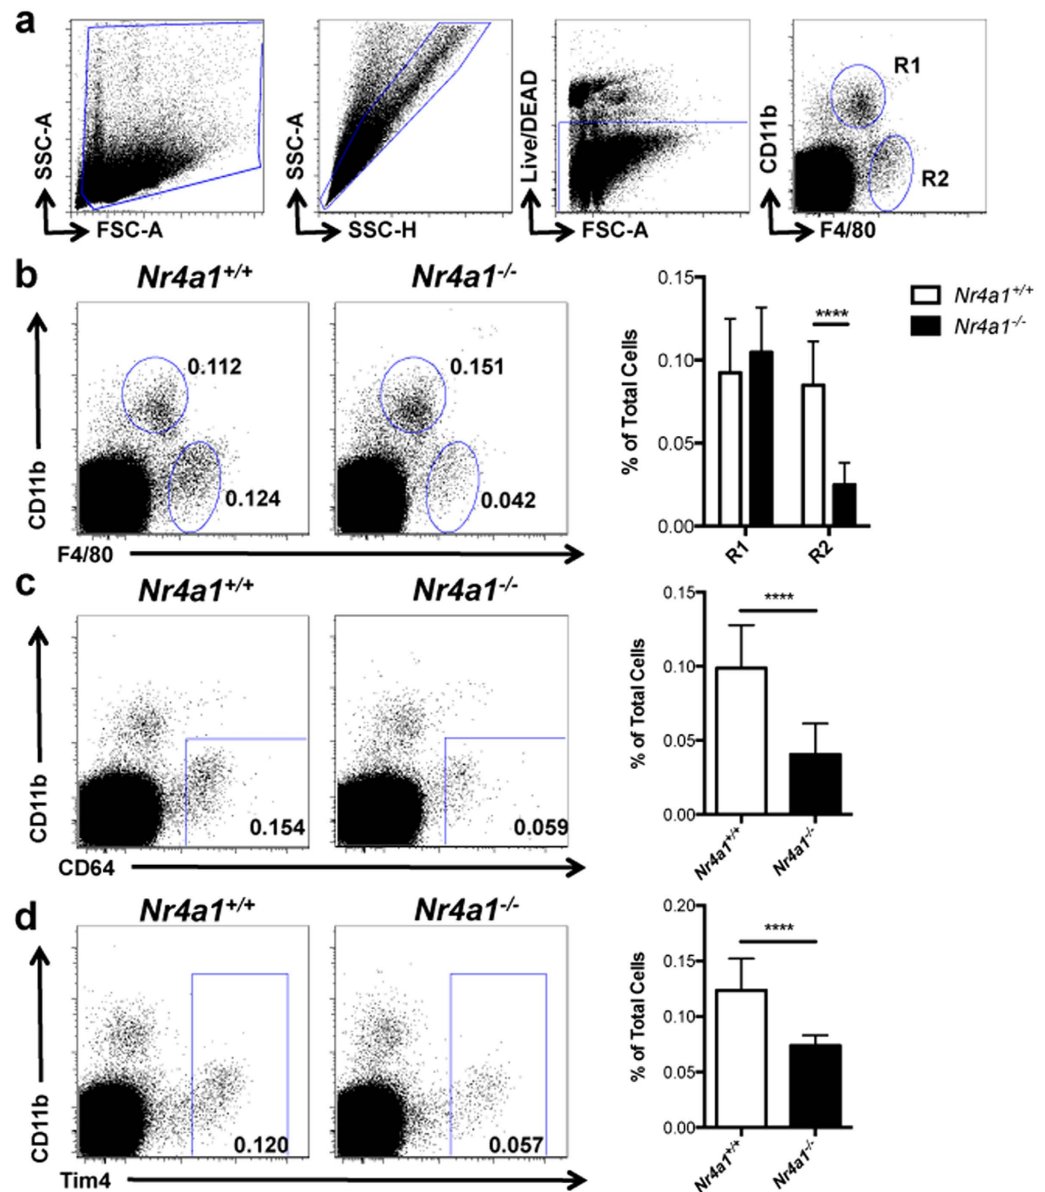 a
SSC-A
FSC-A
SSC-A
SSC-H
Live/DEAD
FSC-A
CD11b
F4/80
R1
R2
b
Nr4a1+/+
Nr4a1-/-
CD11b
F4/80
0.112
0.124
0.151
0.042
% of Total Cells
0.15
0.10
0.05
0.00
****
R1
R2
Nr4a1+/+
Nr4a1-/-
c
Nr4a1+/+
Nr4a1-/-
CD11b
CD64
0.154
0.059
% of Total Cells
0.15
0.10
0.05
0.00
****
Nr4a1+/+
Nr4a1-/-
d
Nr4a1+/+
Nr4a1-/-
CD11b
Tim4
0.120
0.057
% of Total Cells
0.20
0.15
0.10
0.05
0.00
****
Nr4a1+/+
Nr4a1-/-